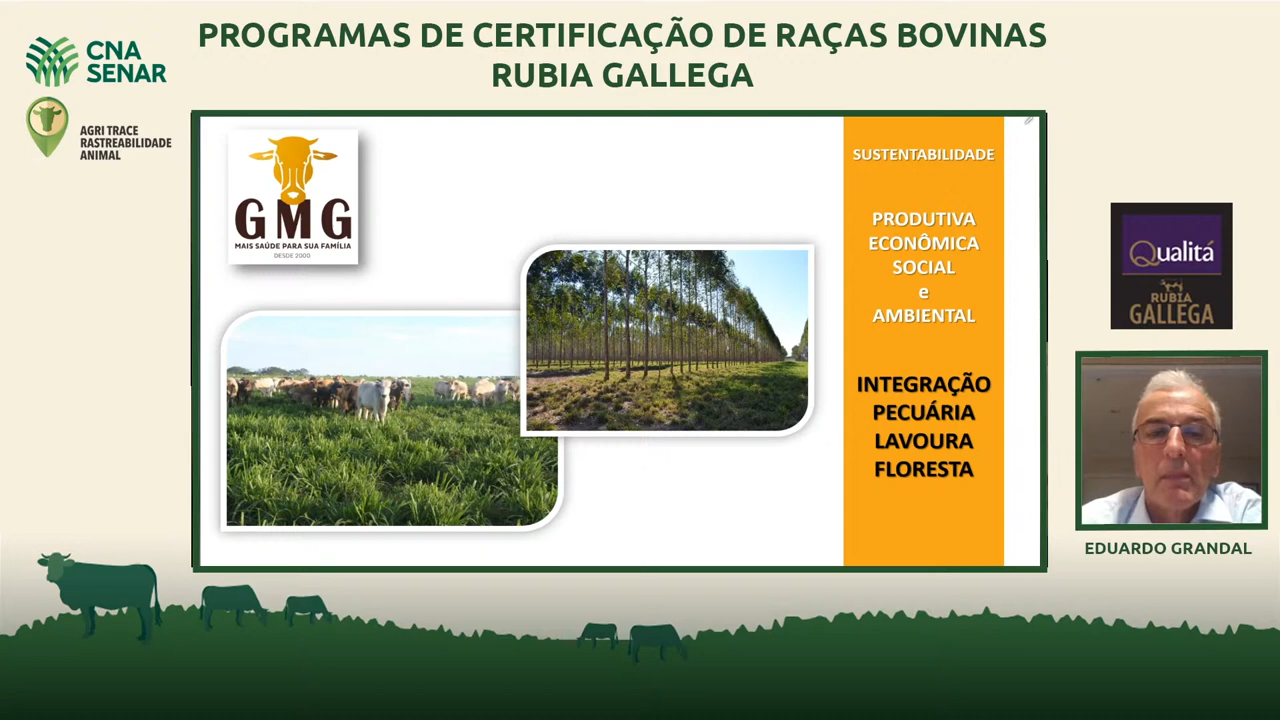 PROGRAMAS DE CERTIFICAÇÃO DE RAÇAS BOVINAS
RUBIA GALLEGA
CNA
SENAR
AGRI TRACE
RASTREABILIDADE
ANIMAL
GMG
MAIS SAÚDE PARA SUA FAMÍLIA
DESDE 2000
SUSTENTABILIDADE
PRODUTIVA
ECONÔMICA
SOCIAL
e
AMBIENTAL
INTEGRAÇÃO
PECUÁRIA
LAVOURA
FLORESTA
Qualitá
RUBIA
GALLEGA
EDUARDO GRANDAL